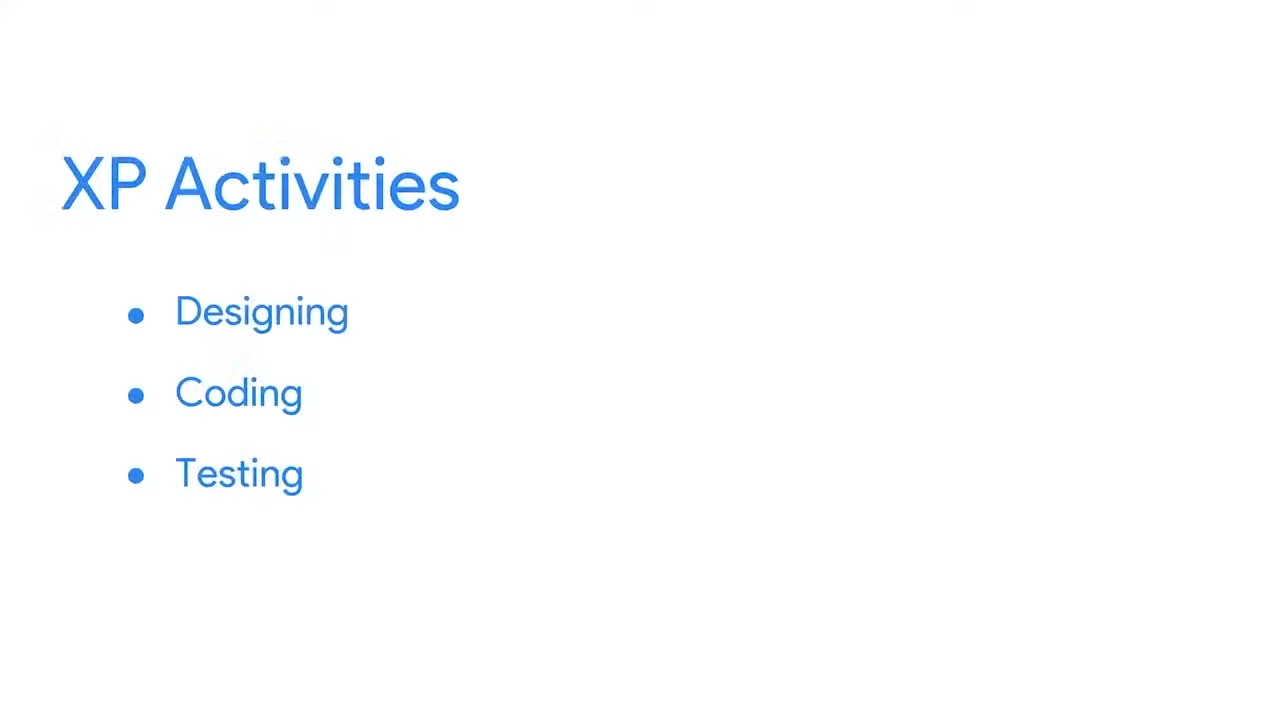 XP Activities
● Designing
● Coding
● Testing